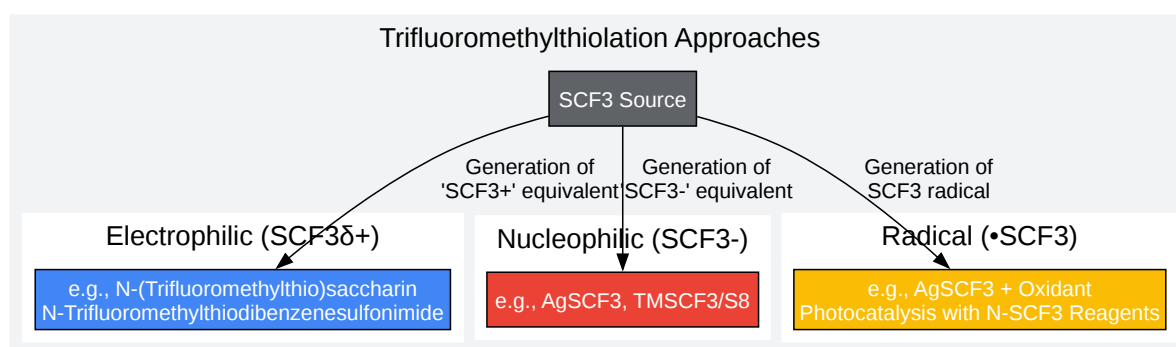 Trifluoromethylthiolation Approaches
SCF3 Source
Generation of
'SCF3+' equivalent
Generation of
'SCF3-' equivalent
Generation of
SCF3 radical
Electrophilic (SCF3δ+)
Nucleophilic (SCF3-)
Radical (•SCF3)
e.g., N-(Trifluoromethylthio)saccharin
N-Trifluoromethylthiodibenzenesulfonimide
e.g., AgSCF3, TMSCF3/S8
e.g., AgSCF3 + Oxidant
Photocatalysis with N-SCF3 Reagents